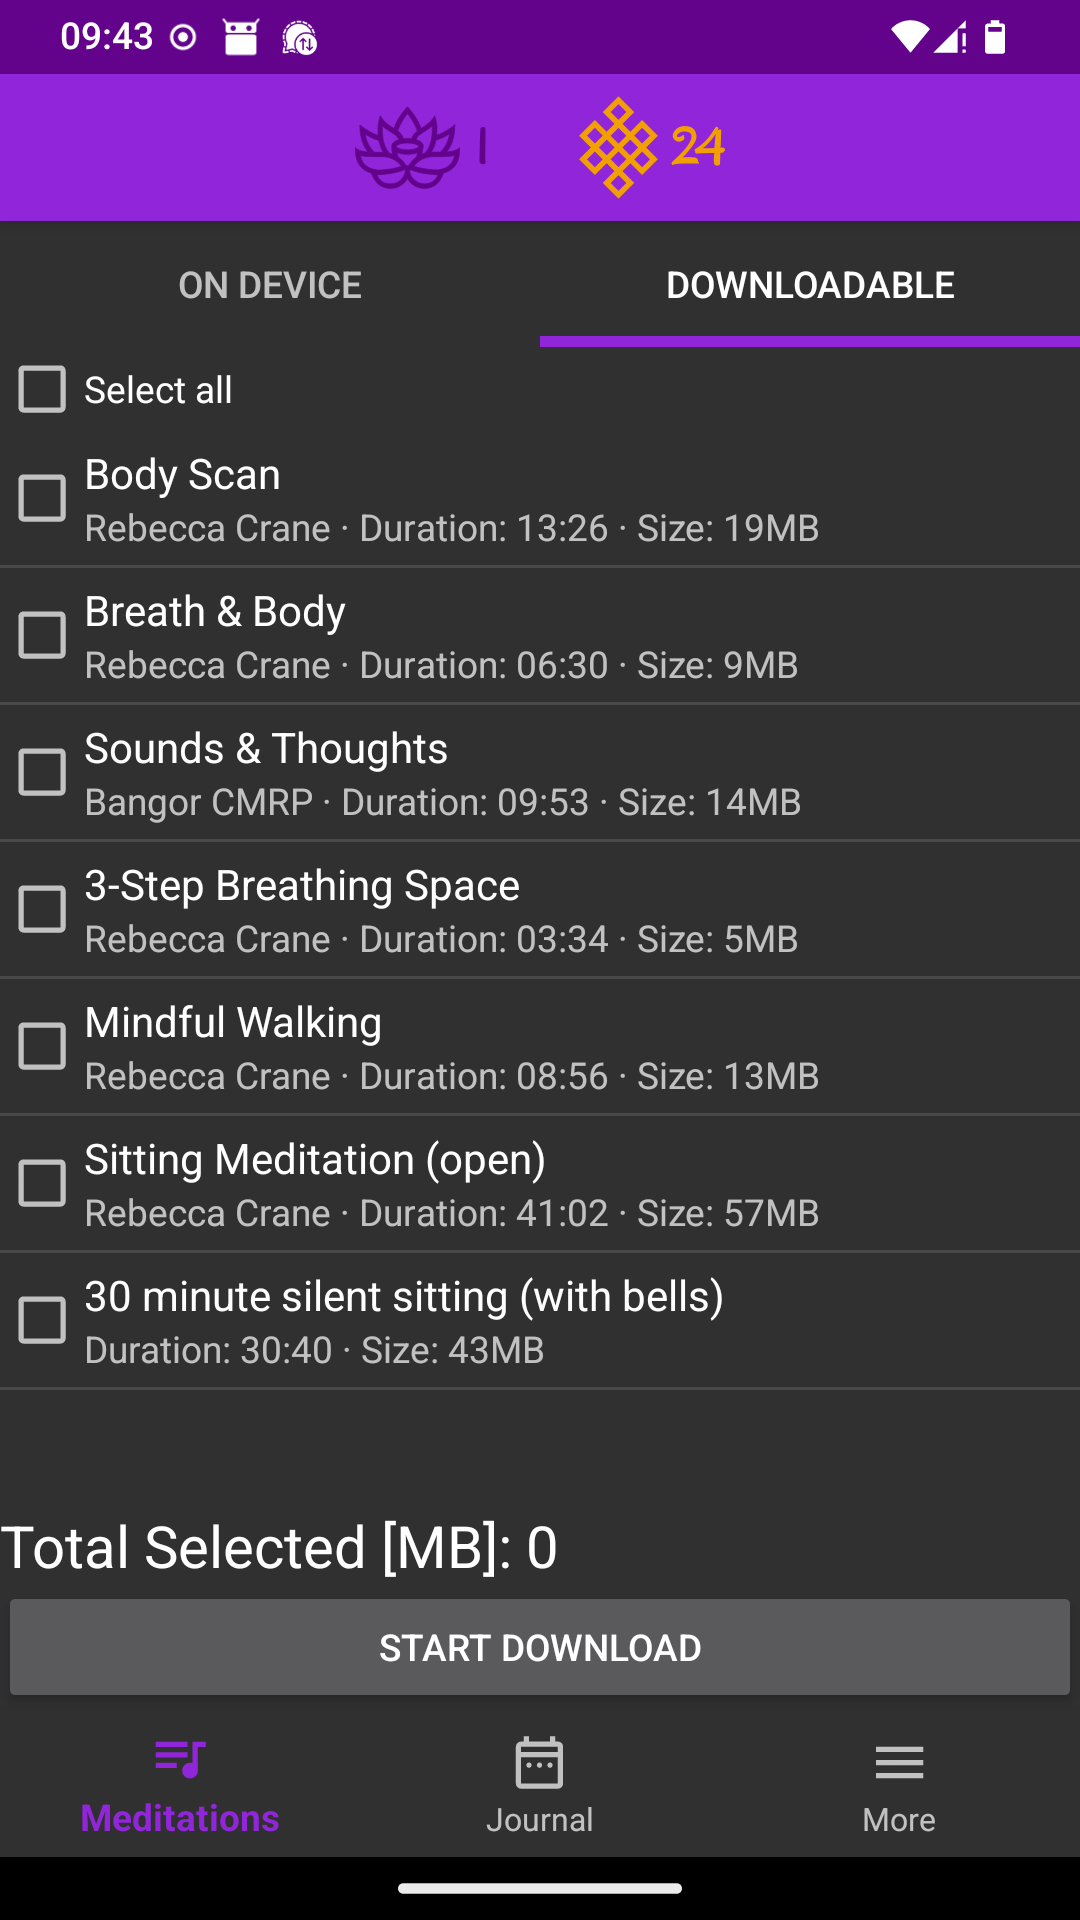 09:43
1
24
ON DEVICE
DOWNLOADABLE
Select all
Body Scan
Rebecca Crane · Duration: 13:26 · Size: 19MB
Breath & Body
Rebecca Crane · Duration: 06:30 · Size: 9MB
Sounds & Thoughts
Bangor CMRP · Duration: 09:53 · Size: 14MB
3-Step Breathing Space
Rebecca Crane · Duration: 03:34 · Size: 5MB
Mindful Walking
Rebecca Crane · Duration: 08:56 · Size: 13MB
Sitting Meditation (open)
Rebecca Crane · Duration: 41:02 · Size: 57MB
30 minute silent sitting (with bells)
Duration: 30:40 · Size: 43MB
Total Selected [MB]: 0
START DOWNLOAD
Meditations
Journal
More